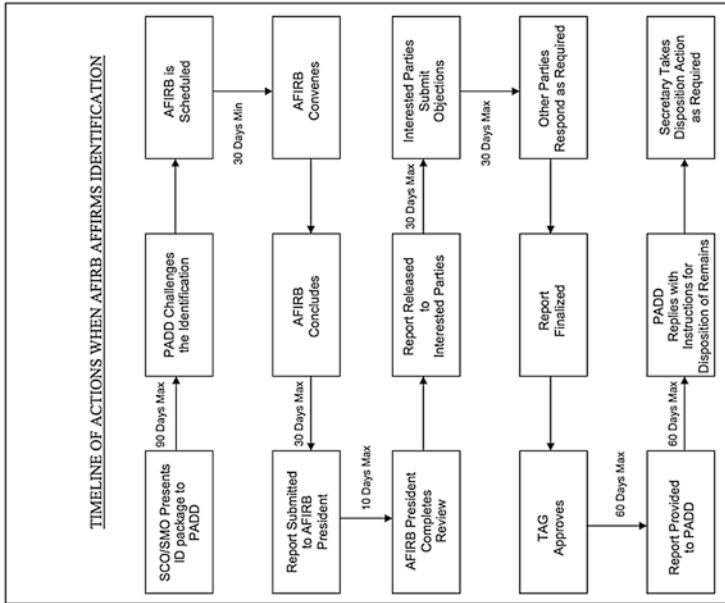 TIMELINE OF ACTIONS WHEN AFIRB AFFIRMS IDENTIFICATION
SCO/SMO Presents
ID package to
PADD
90 Days Max
PADD Challenges
the Identification
AFIRB is
Scheduled
30 Days Min
AFIRB
Convenes
AFIRB
Concludes
30 Days Max
Report Submitted
to AFIRB
President
10 Days Max
AFIRB President
Completes
Review
Report Released
to
Interested Parties
30 Days Max
Interested Parties
Submit
Objections
30 Days Max
Other Parties
Respond as Required
Report
Finalized
TAG
Approves
60 Days Max
Report Provided
to PADD
60 Days Max
PADD
Replies with
Instructions for
Disposition of Remains
Secretary Takes
Disposition Action
as Required